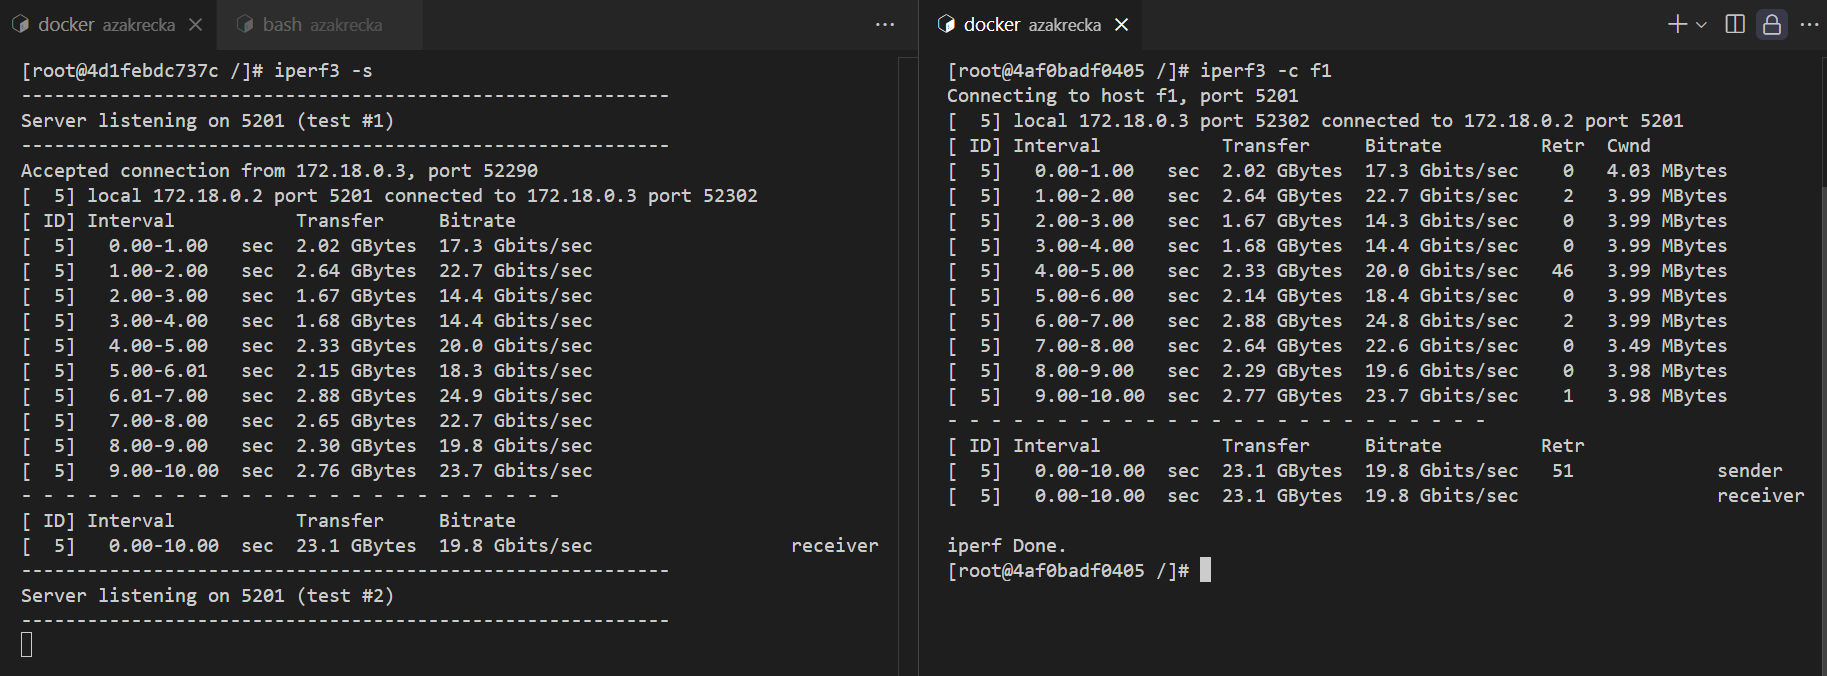 docker azakrecka
bash azakrecka
[root@4d1febdc737c /]# iperf3 -s
-----------------------------------------------------------
Server listening on 5201 (test #1)
-----------------------------------------------------------
Accepted connection from 172.18.0.3, port 52290
[  5] local 172.18.0.2 port 5201 connected to 172.18.0.3 port 52302
[ ID] Interval           Transfer     Bitrate
[  5]   0.00-1.00   sec  2.02 GBytes  17.3 Gbits/sec
[  5]   1.00-2.00   sec  2.64 GBytes  22.7 Gbits/sec
[  5]   2.00-3.00   sec  1.67 GBytes  14.4 Gbits/sec
[  5]   3.00-4.00   sec  1.68 GBytes  14.4 Gbits/sec
[  5]   4.00-5.00   sec  2.33 GBytes  20.0 Gbits/sec
[  5]   5.00-6.01   sec  2.15 GBytes  18.3 Gbits/sec
[  5]   6.01-7.00   sec  2.88 GBytes  24.9 Gbits/sec
[  5]   7.00-8.00   sec  2.65 GBytes  22.7 Gbits/sec
[  5]   8.00-9.00   sec  2.30 GBytes  19.8 Gbits/sec
[  5]   9.00-10.00  sec  2.76 GBytes  23.7 Gbits/sec
- - - - - - - - - - - - - - - - - - - - - - - - -
[ ID] Interval           Transfer     Bitrate
[  5]   0.00-10.00  sec  23.1 GBytes  19.8 Gbits/sec                  receiver
-----------------------------------------------------------
Server listening on 5201 (test #2)
-----------------------------------------------------------
docker azakrecka
[root@4af0badf0405 /]# iperf3 -c f1
Connecting to host f1, port 5201
[  5] local 172.18.0.3 port 52302 connected to 172.18.0.2 port 5201
[ ID] Interval           Transfer     Bitrate         Retr  Cwnd
[  5]   0.00-1.00   sec  2.02 GBytes  17.3 Gbits/sec    0   4.03 MBytes
[  5]   1.00-2.00   sec  2.64 GBytes  22.7 Gbits/sec    2   3.99 MBytes
[  5]   2.00-3.00   sec  1.67 GBytes  14.3 Gbits/sec    0   3.99 MBytes
[  5]   3.00-4.00   sec  1.68 GBytes  14.4 Gbits/sec    0   3.99 MBytes
[  5]   4.00-5.00   sec  2.33 GBytes  20.0 Gbits/sec   46   3.99 MBytes
[  5]   5.00-6.00   sec  2.14 GBytes  18.4 Gbits/sec    0   3.99 MBytes
[  5]   6.00-7.00   sec  2.88 GBytes  24.8 Gbits/sec    2   3.99 MBytes
[  5]   7.00-8.00   sec  2.64 GBytes  22.6 Gbits/sec    0   3.49 MBytes
[  5]   8.00-9.00   sec  2.29 GBytes  19.6 Gbits/sec    0   3.98 MBytes
[  5]   9.00-10.00  sec  2.77 GBytes  23.7 Gbits/sec    1   3.98 MBytes
- - - - - - - - - - - - - - - - - - - - - - - - -
[ ID] Interval           Transfer     Bitrate         Retr
[  5]   0.00-10.00  sec  23.1 GBytes  19.8 Gbits/sec   51             sender
[  5]   0.00-10.00  sec  23.1 GBytes  19.8 Gbits/sec                  receiver
iperf Done.
[root@4af0badf0405 /]#